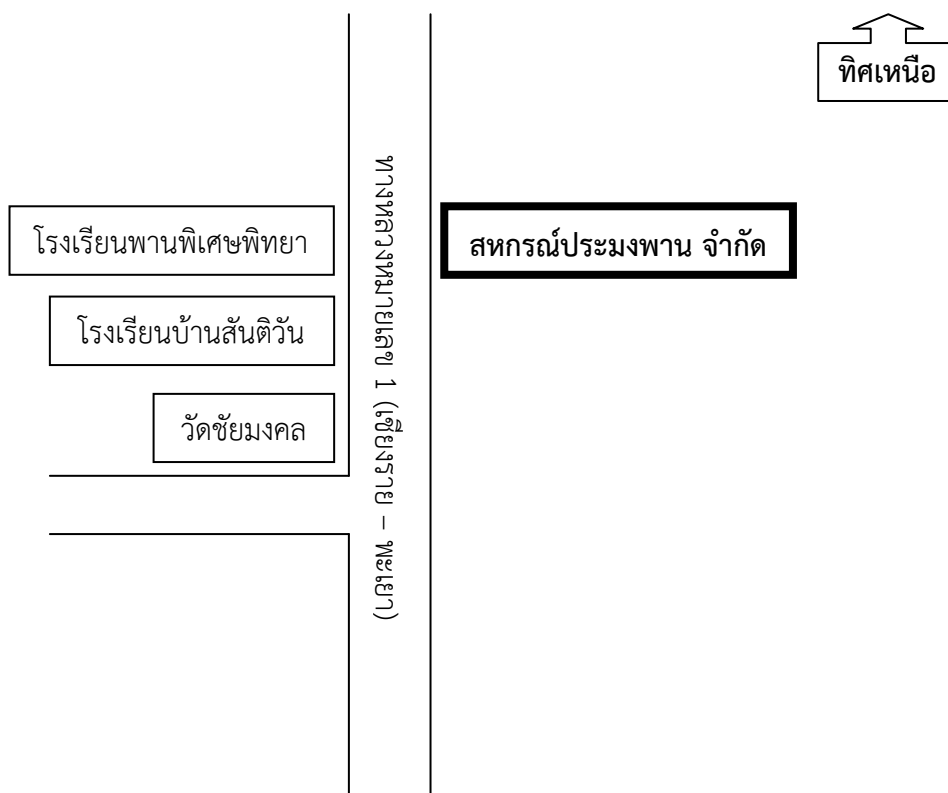 ทิศเหนือ
โรงเรียนพานพิเศษพิทยา
สหกรณ์ประมงพาน จำกัด
โรงเรียนบ้านสันติวัน
วัดชัยมงคล
ทางหลวงหมายเลข 1 (เชียงราย – พะเยา)